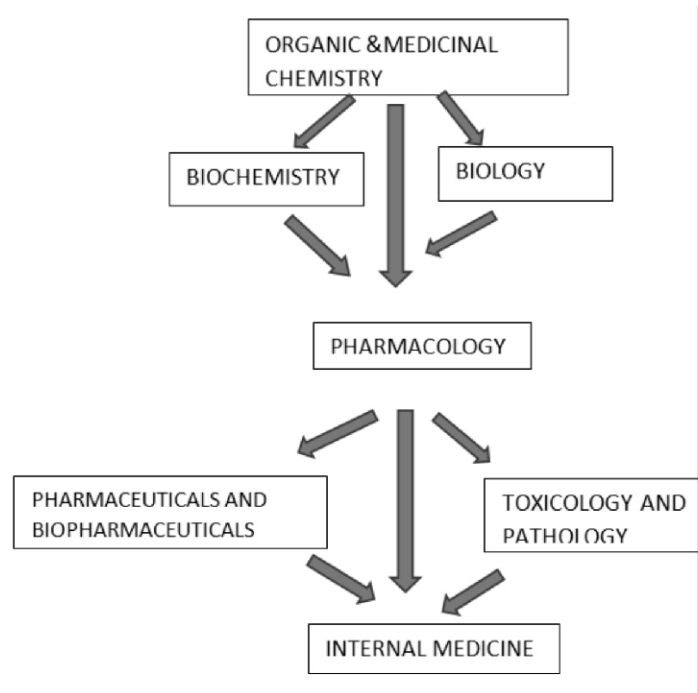 ORGANIC &MEDICINAL
CHEMISTRY
BIOCHEMISTRY
BIOLOGY
PHARMACOLOGY
PHARMACEUTICALS AND
BIOPHARMACEUTICALS
TOXICOLOGY AND
PATHOLOGY
INTERNAL MEDICINE